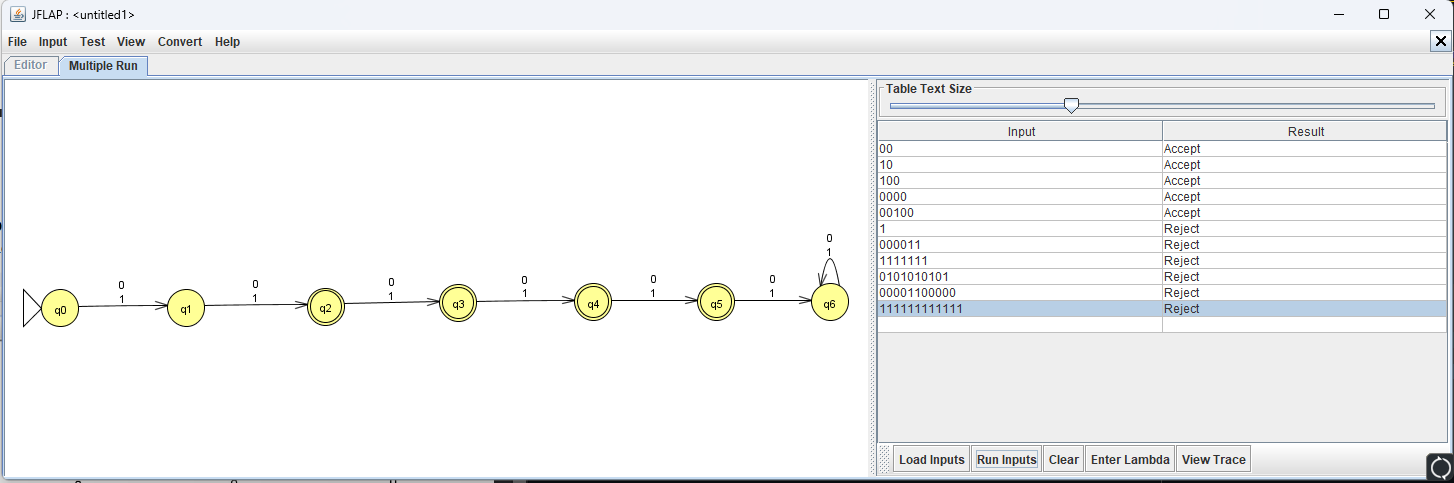 JFLAP : <untitled1>
File Input Test View Convert Help
Editor Multiple Run
Table Text Size
Input Result
00 Accept
10 Accept
100 Accept
0000 Accept
00100 Accept
1 Reject
000011 Reject
1111111 Reject
0101010101 Reject
00001100000 Reject
111111111111 Reject
0
1
0
1
0
1
0
1
0
1
0
1
0
1
q0 q1 q2 q3 q4 q5 q6
Load Inputs Run Inputs Clear Enter Lambda View Trace